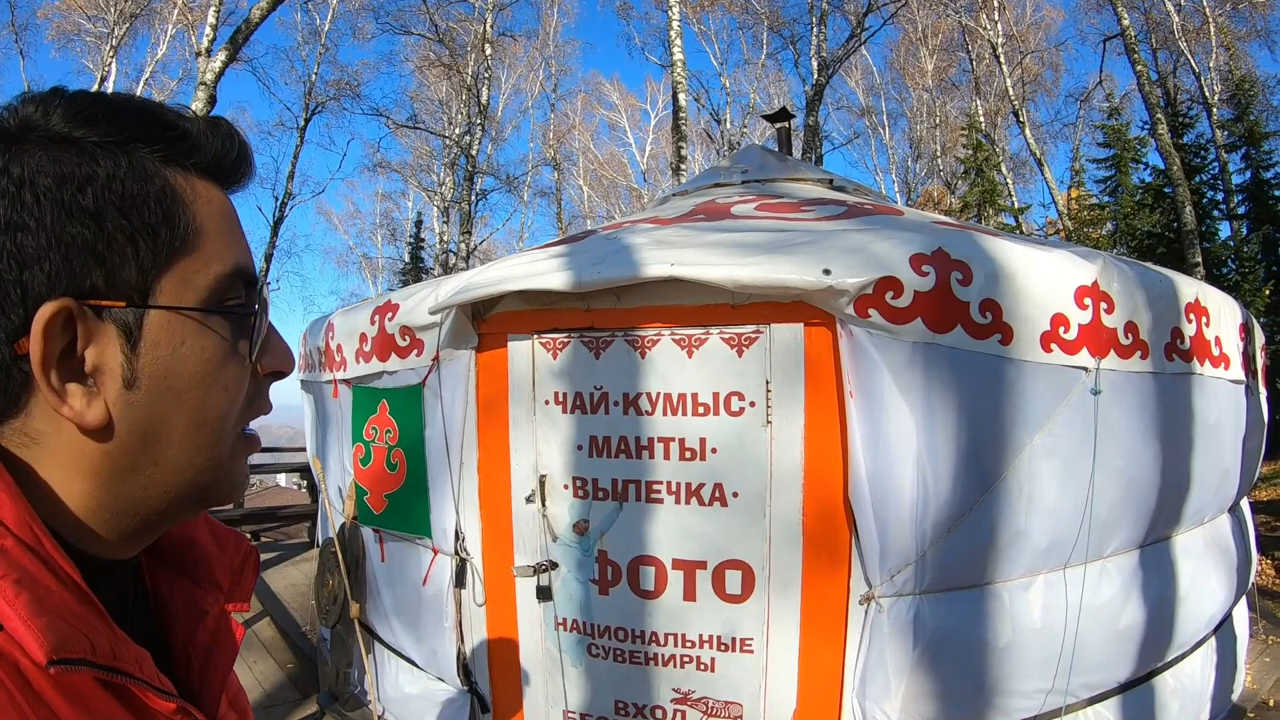 ·ЧАЙ·КУМЫС·
·МАНТЫ·
·ВЫПЕЧКА·
ФОТО
НАЦИОНАЛЬНЫЕ
СУВЕНИРЫ
ВХОД